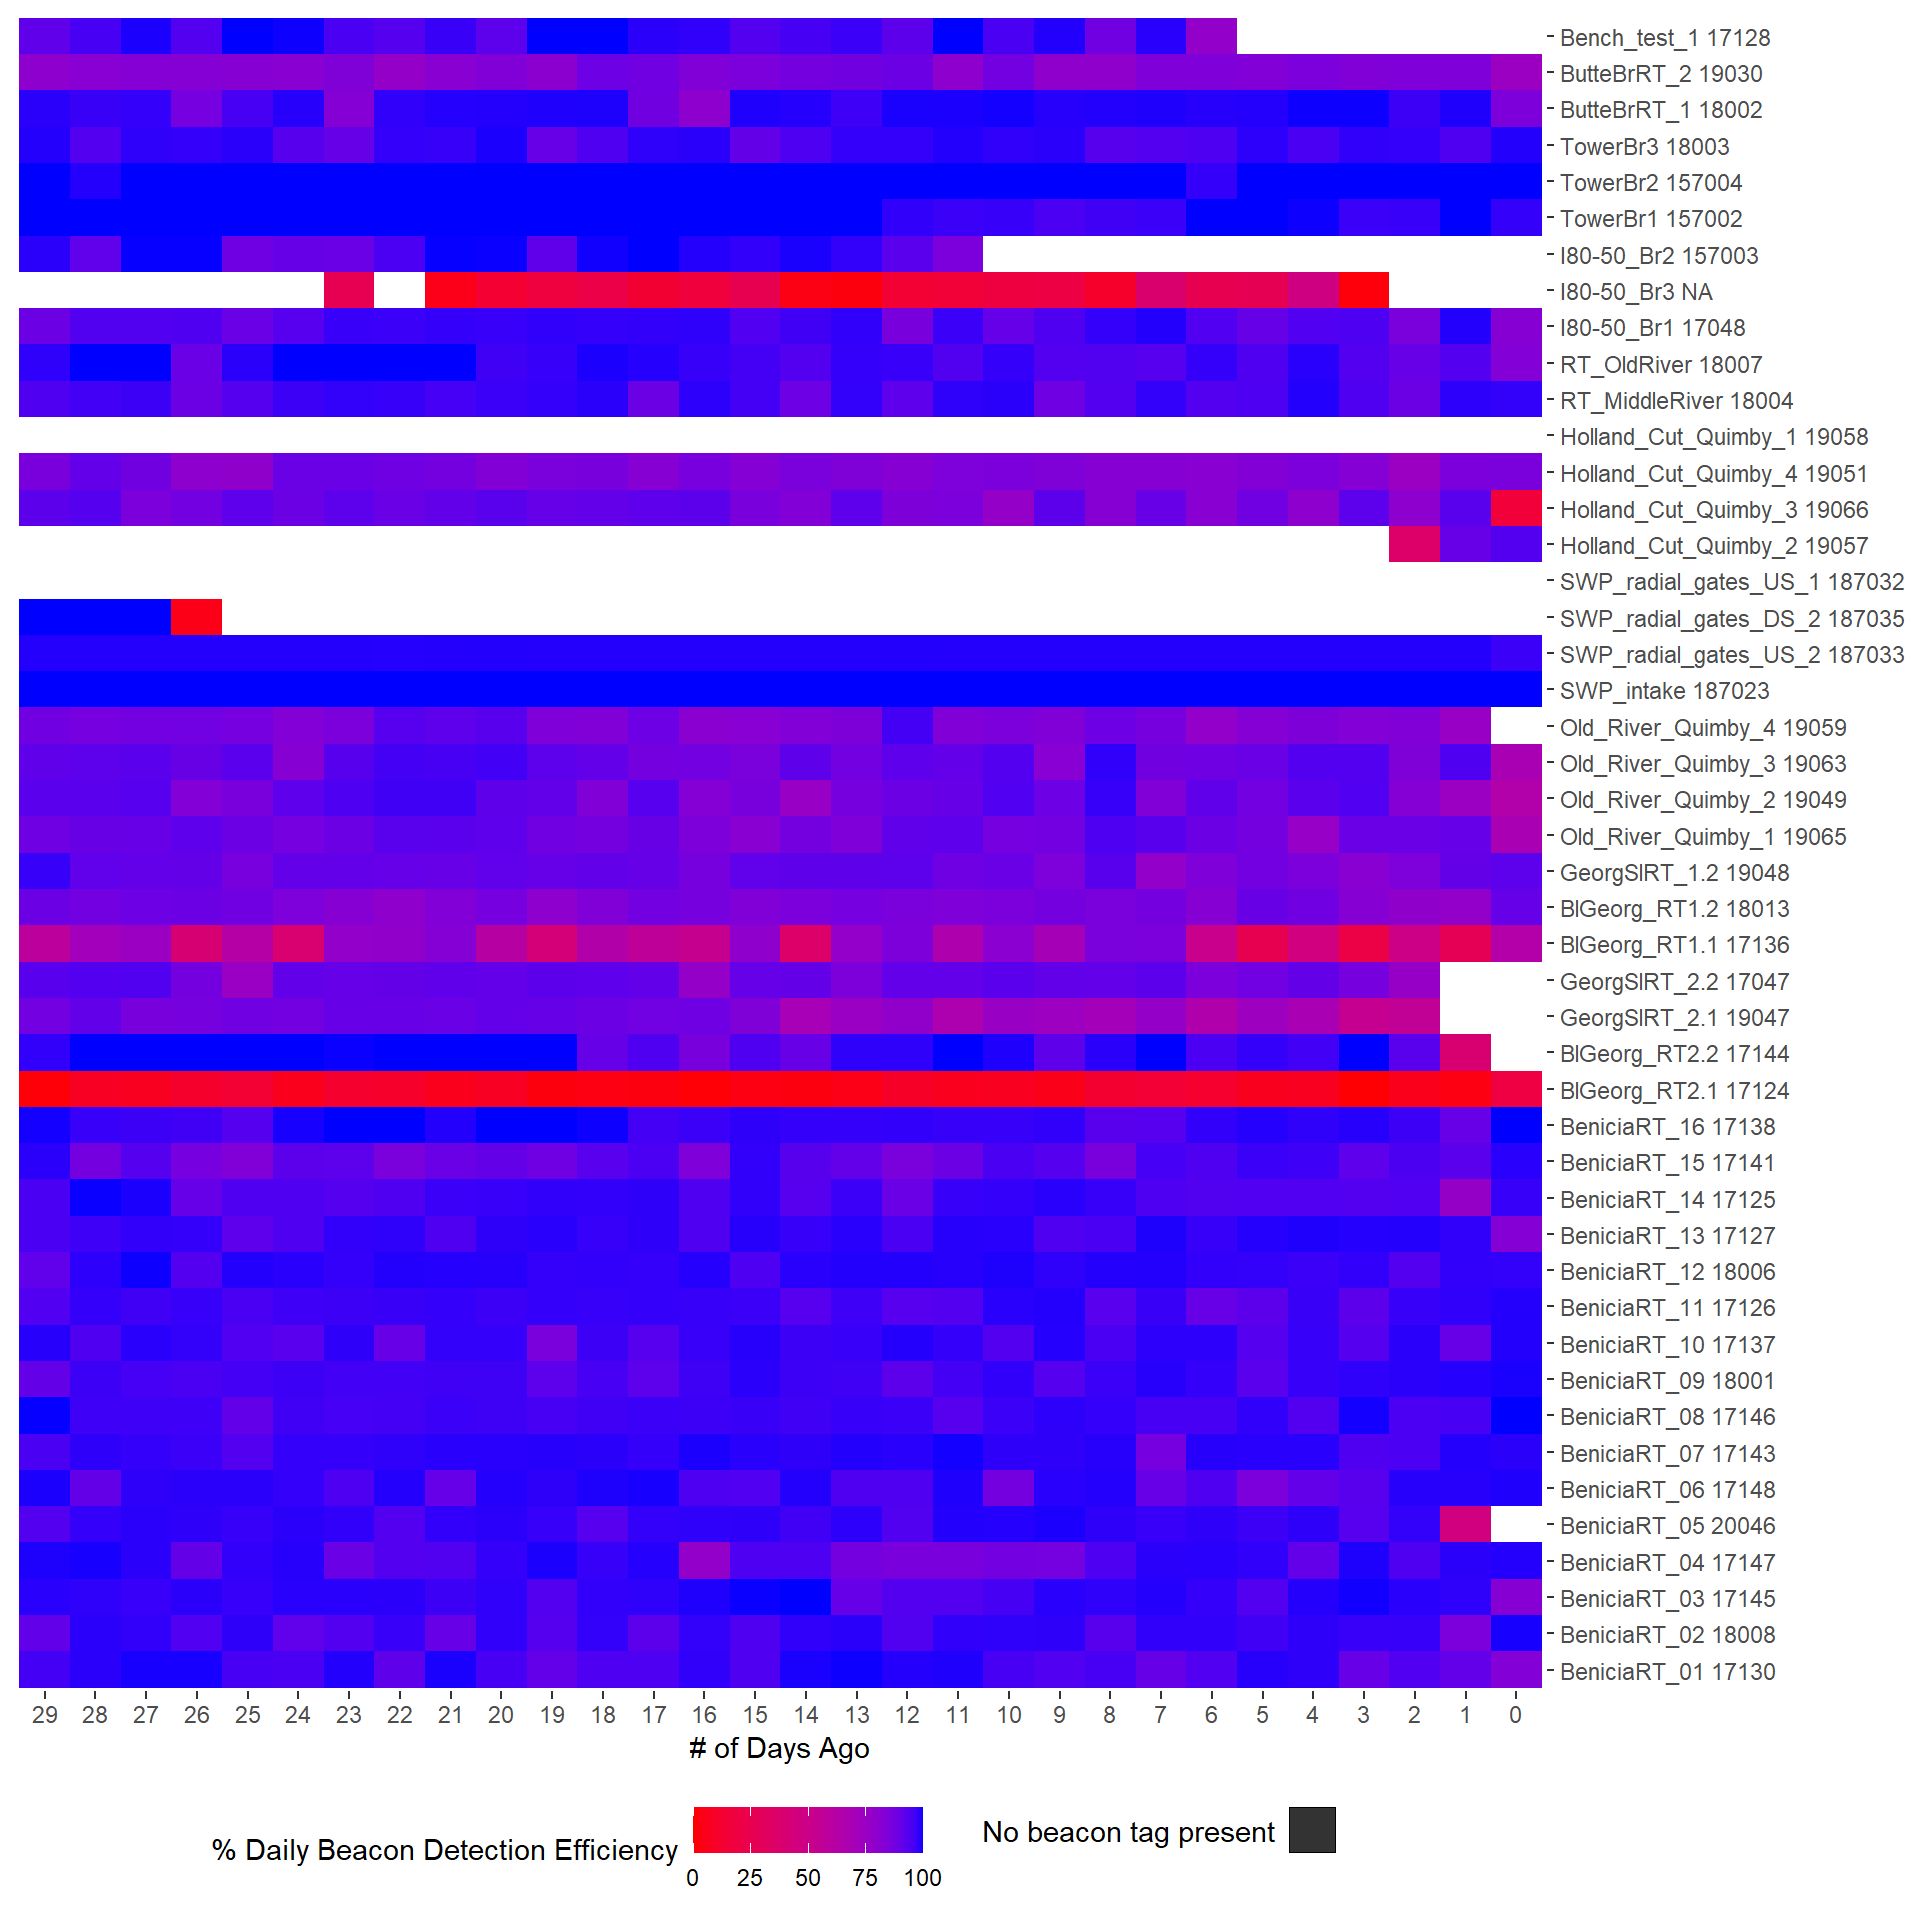 Bench_test_1 17128
ButteBrRT_2 19030
ButteBrRT_1 18002
TowerBr3 18003
TowerBr2 157004
TowerBr1 157002
I80-50_Br2 157003
I80-50_Br3 NA
I80-50_Br1 17048
RT_OldRiver 18007
RT_MiddleRiver 18004
Holland_Cut_Quimby_1 19058
Holland_Cut_Quimby_4 19051
Holland_Cut_Quimby_3 19066
Holland_Cut_Quimby_2 19057
SWP_radial_gates_US_1 187032
SWP_radial_gates_DS_2 187035
SWP_radial_gates_US_2 187033
SWP_intake 187023
Old_River_Quimby_4 19059
Old_River_Quimby_3 19063
Old_River_Quimby_2 19049
Old_River_Quimby_1 19065
GeorgSlRT_1.2 19048
BlGeorg_RT1.2 18013
BlGeorg_RT1.1 17136
GeorgSlRT_2.2 17047
GeorgSlRT_2.1 19047
BlGeorg_RT2.2 17144
BlGeorg_RT2.1 17124
BeniciaRT_16 17138
BeniciaRT_15 17141
BeniciaRT_14 17125
BeniciaRT_13 17127
BeniciaRT_12 18006
BeniciaRT_11 17126
BeniciaRT_10 17137
BeniciaRT_09 18001
BeniciaRT_08 17146
BeniciaRT_07 17143
BeniciaRT_06 17148
BeniciaRT_05 20046
BeniciaRT_04 17147
BeniciaRT_03 17145
BeniciaRT_02 18008
BeniciaRT_01 17130
29 28 27 26 25 24 23 22 21 20 19 18 17 16 15 14 13 12 11 10 9 8 7 6 5 4 3 2 1 0
# of Days Ago
% Daily Beacon Detection Efficiency
0 25 50 75 100
No beacon tag present